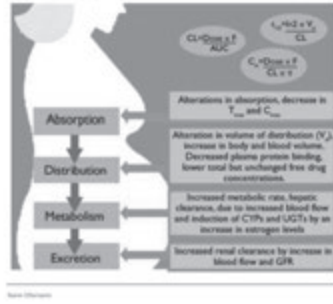 CL=Dose x F
AUC
t₁/₂=ln2 x Vd
CL
Css=Dose x F
CL x τ
Absorption
Distribution
Metabolism
Excretion
Alterations in absorption, decrease in
Tmax and Cmax
Alteration in volume of distribution (Vd),
increase in body and blood volume.
Decreased plasma protein binding,
lower total but unchanged free drug
concentrations.
Increased metabolic rate, hepatic
clearance, due to increased blood flow
and induction of CYPs and UGTs by an
increase in estrogen levels
Increased renal clearance by increase in
blood flow and GFR